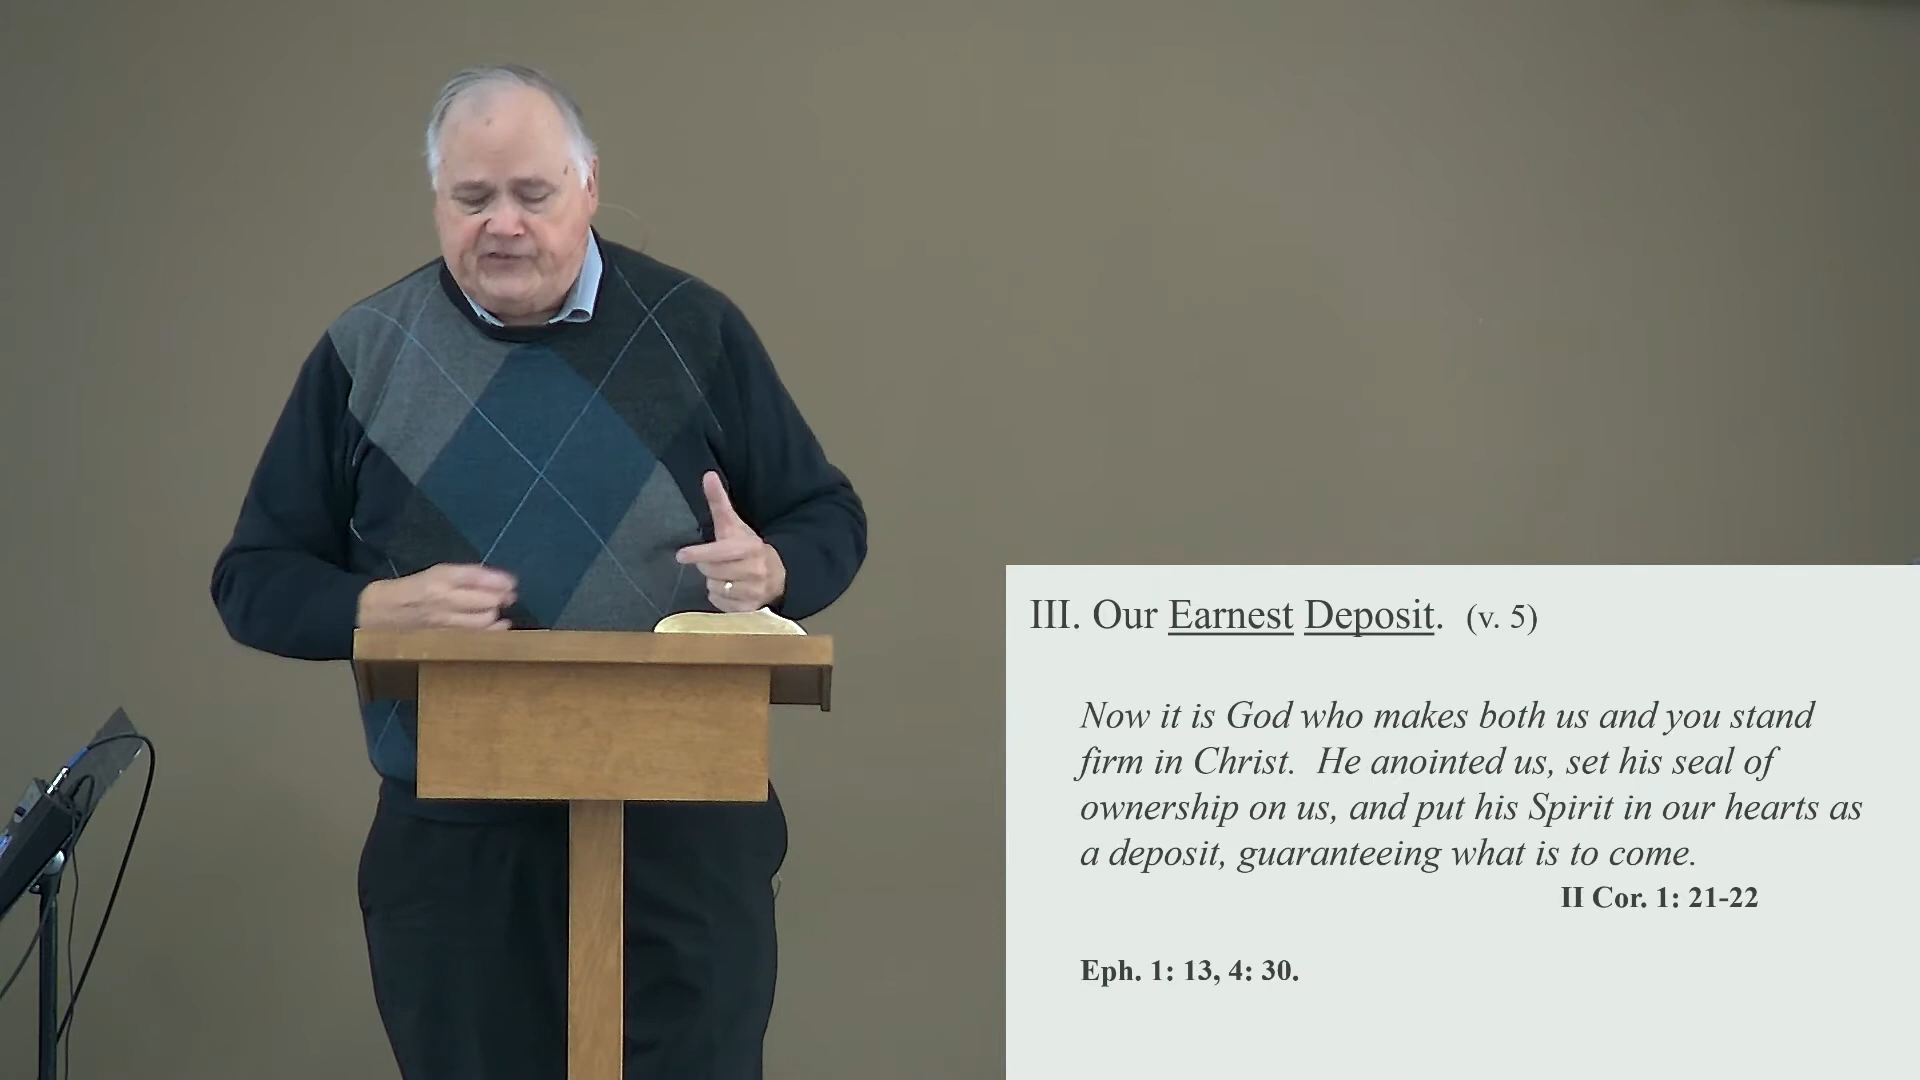 III. Our Earnest Deposit. (v. 5)
Now it is God who makes both us and you stand
firm in Christ. He anointed us, set his seal of
ownership on us, and put his Spirit in our hearts as
a deposit, guaranteeing what is to come.
II Cor. 1: 21-22
Eph. 1: 13, 4: 30.